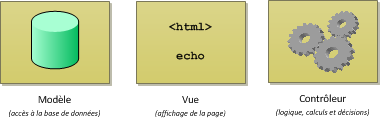 <html>
echo
Modèle
(accès à la base de données)
Vue
(affichage de la page)
Contrôleur
(logique, calculs et décisions)